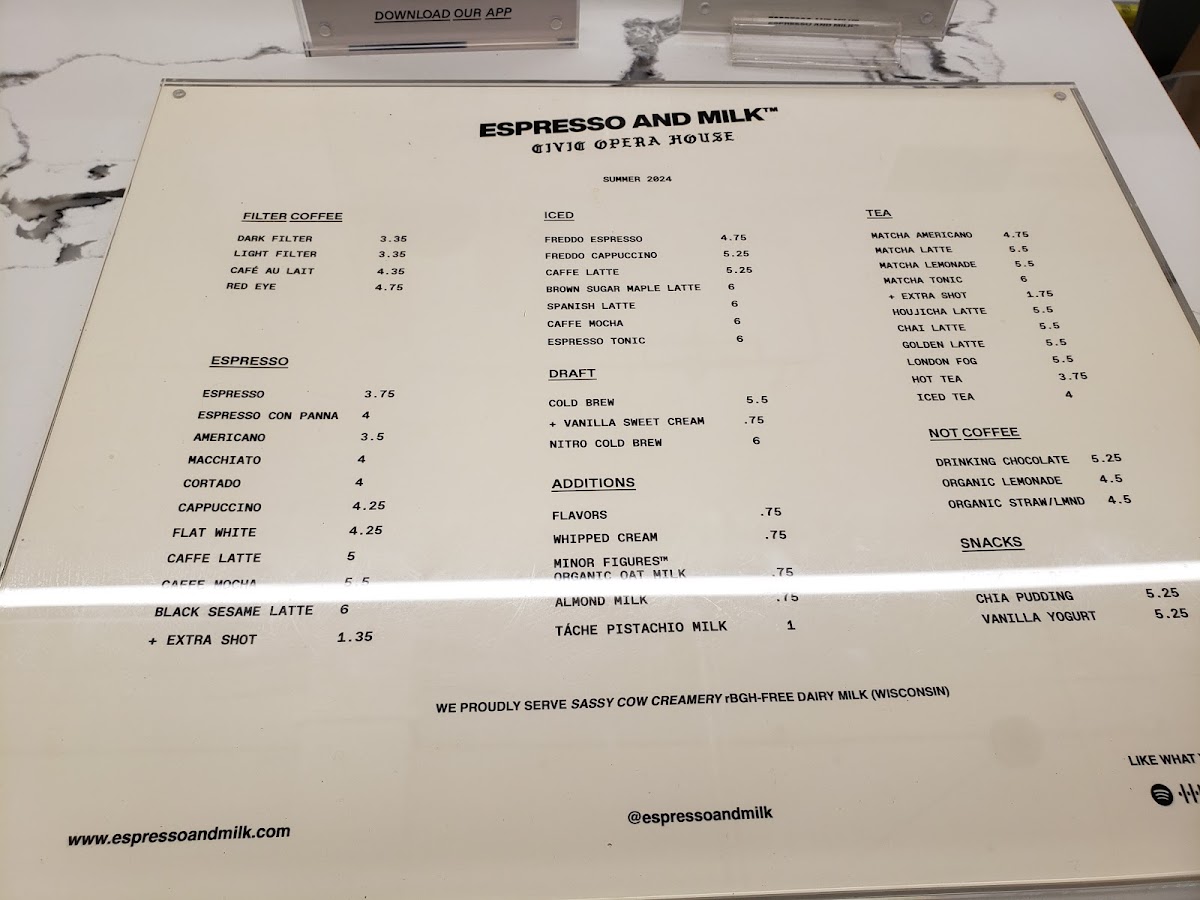 DOWNLOAD OUR APP
ESPRESSO AND MILK™
ESPRESSO AND MILK™
CIVIC OPERA HOUSE
SUMMER 2024
FILTER COFFEE
DARK FILTER 3.35
LIGHT FILTER 3.35
CAFÉ AU LAIT 4.35
RED EYE 4.75
ESPRESSO
ESPRESSO 3.75
ESPRESSO CON PANNA 4
AMERICANO 3.5
MACCHIATO 4
CORTADO 4
CAPPUCCINO 4.25
FLAT WHITE 4.25
CAFFE LATTE 5
CAFFE MOCHA 5.5
BLACK SESAME LATTE 6
+ EXTRA SHOT 1.35
ICED
FREDDO ESPRESSO 4.75
FREDDO CAPPUCCINO 5.25
CAFFE LATTE 5.25
BROWN SUGAR MAPLE LATTE 6
SPANISH LATTE 6
CAFFE MOCHA 6
ESPRESSO TONIC 6
DRAFT
COLD BREW 5.5
+ VANILLA SWEET CREAM .75
NITRO COLD BREW 6
ADDITIONS
FLAVORS .75
WHIPPED CREAM .75
MINOR FIGURES™
ORGANIC OAT MILK .75
ALMOND MILK .75
TÁCHE PISTACHIO MILK 1
TEA
MATCHA AMERICANO 4.75
MATCHA LATTE 5.5
MATCHA LEMONADE 5.5
MATCHA TONIC 6
+ EXTRA SHOT 1.75
HOUJICHA LATTE 5.5
CHAI LATTE 5.5
GOLDEN LATTE 5.5
LONDON FOG 5.5
HOT TEA 3.75
ICED TEA 4
NOT COFFEE
DRINKING CHOCOLATE 5.25
ORGANIC LEMONADE 4.5
ORGANIC STRAW/LMND 4.5
SNACKS
CHIA PUDDING 5.25
VANILLA YOGURT 5.25
WE PROUDLY SERVE SASSY COW CREAMERY rBGH-FREE DAIRY MILK (WISCONSIN)
LIKE WHAT
www.espressoandmilk.com
@espressoandmilk